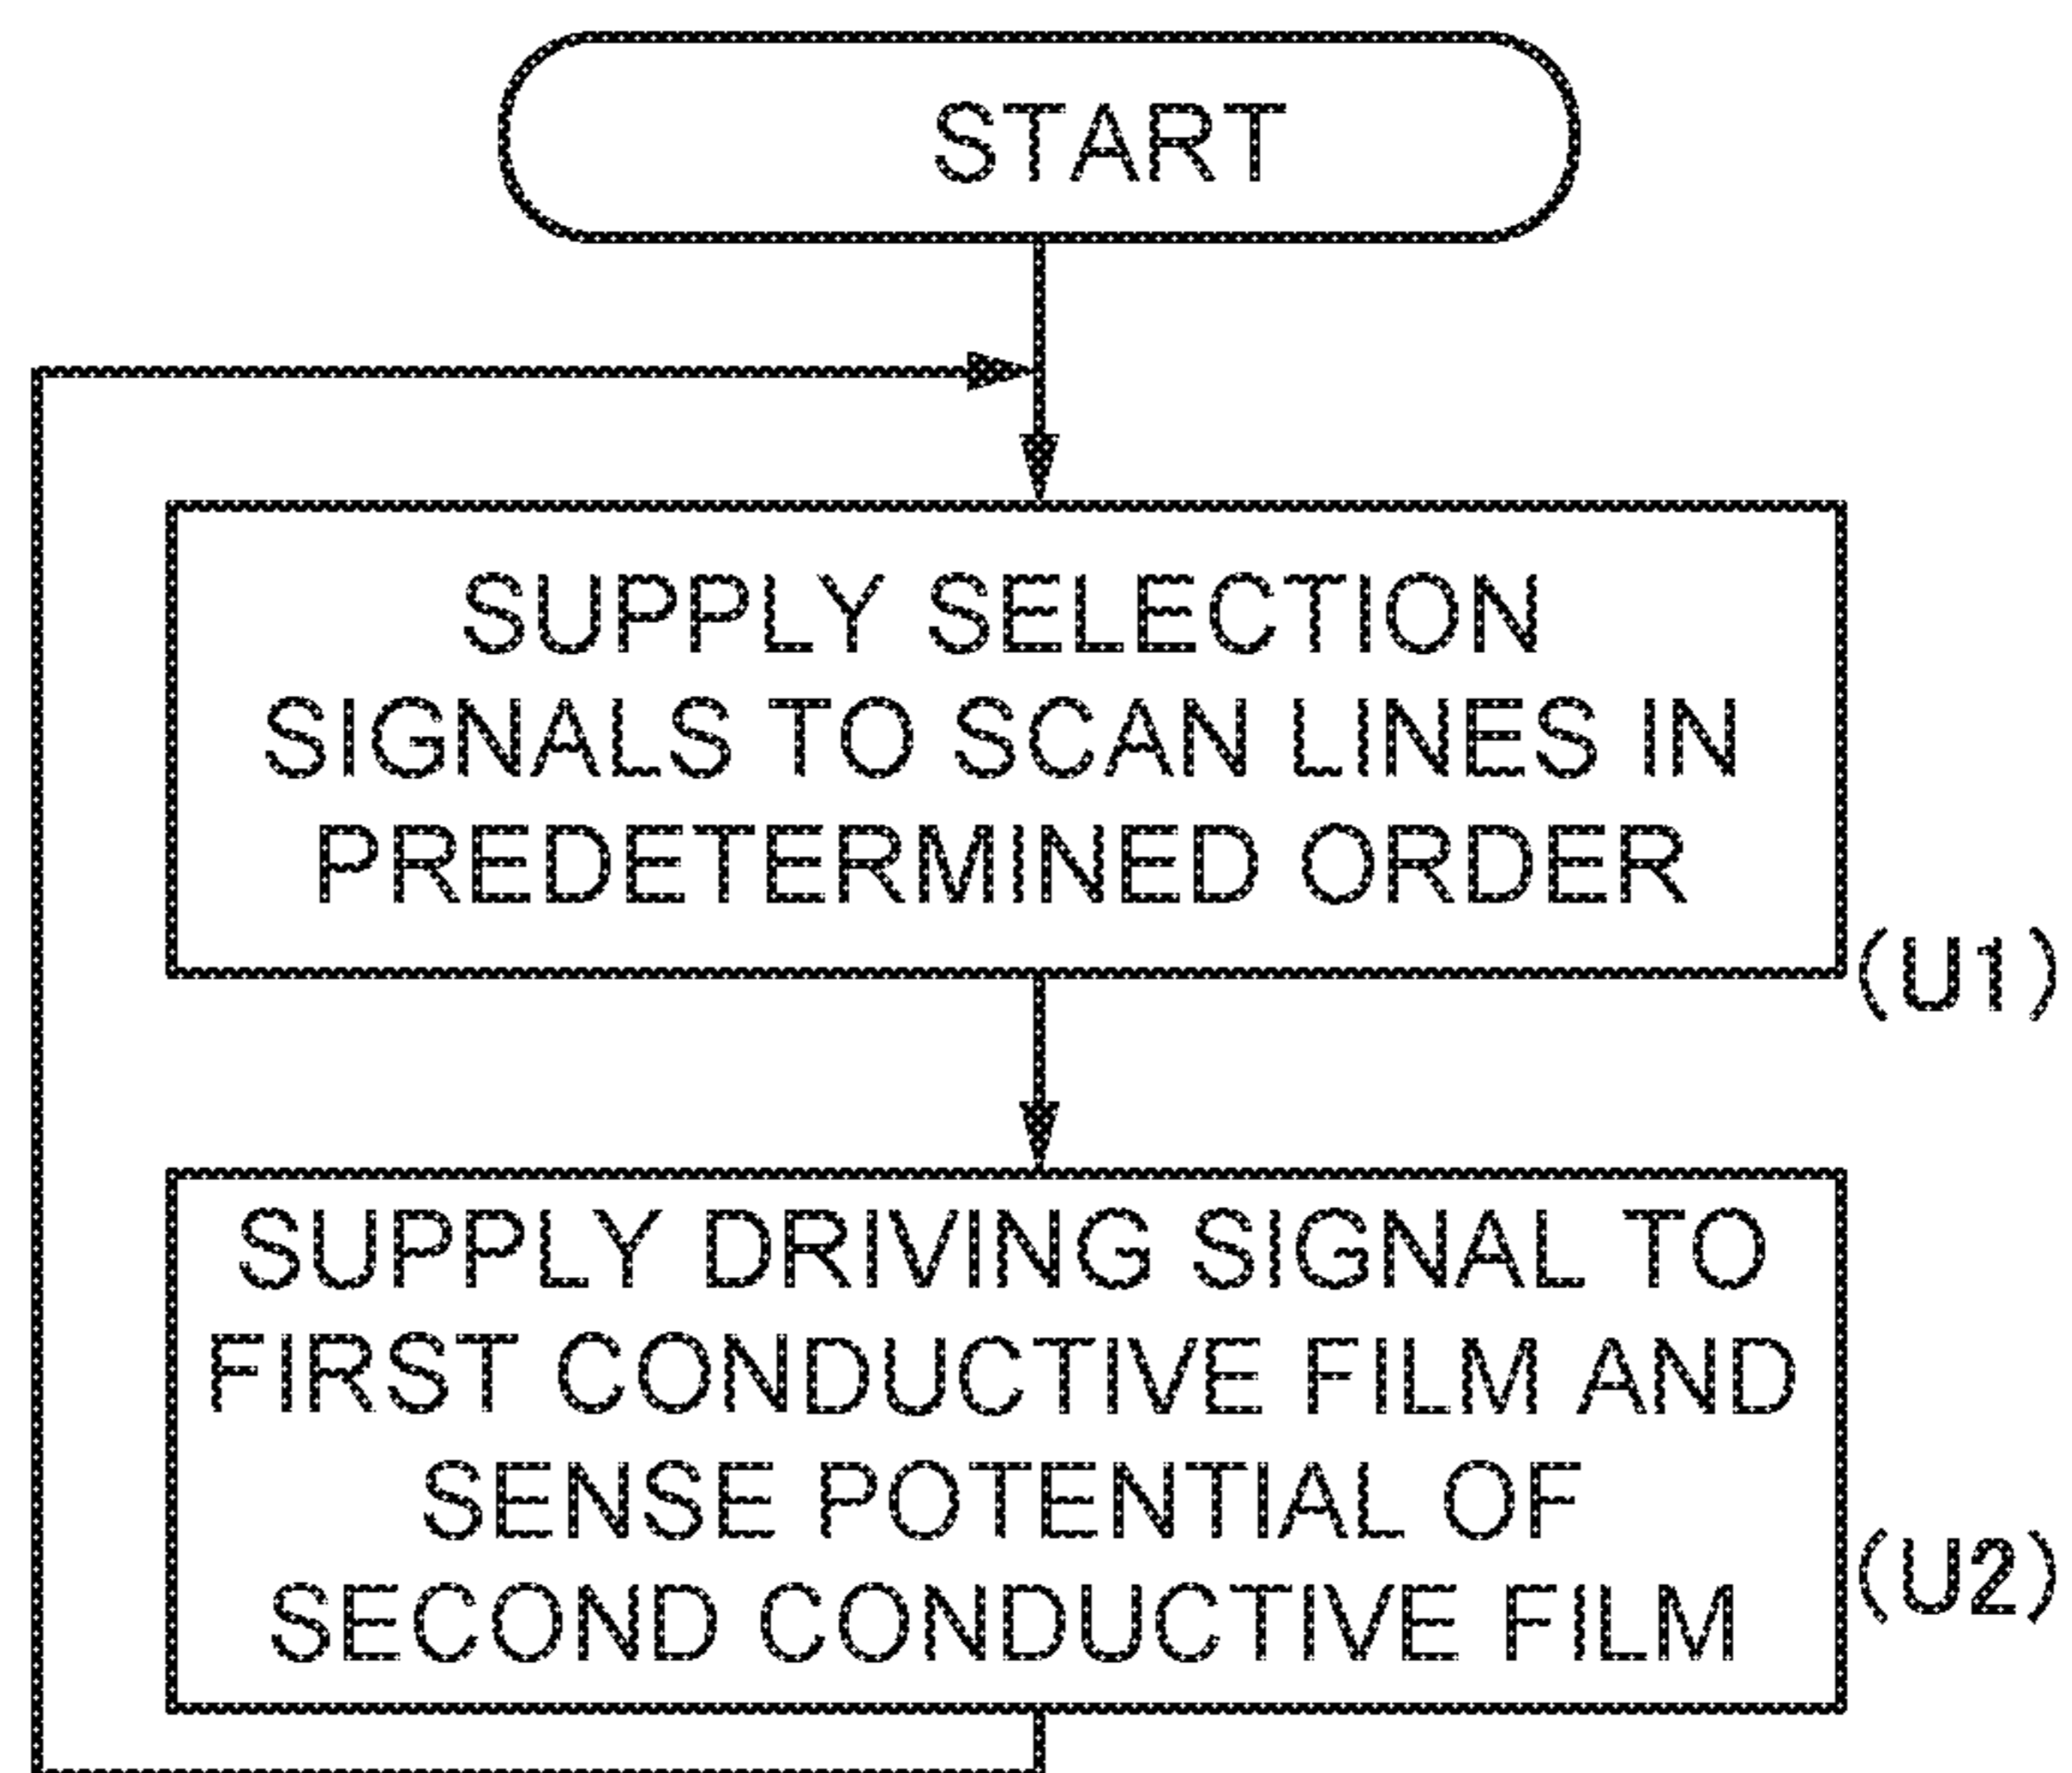 START
SUPPLY SELECTION
SIGNALS TO SCAN LINES IN
PREDETERMINED ORDER
(U1)
SUPPLY DRIVING SIGNAL TO
FIRST CONDUCTIVE FILM AND
SENSE POTENTIAL OF
SECOND CONDUCTIVE FILM
(U2)